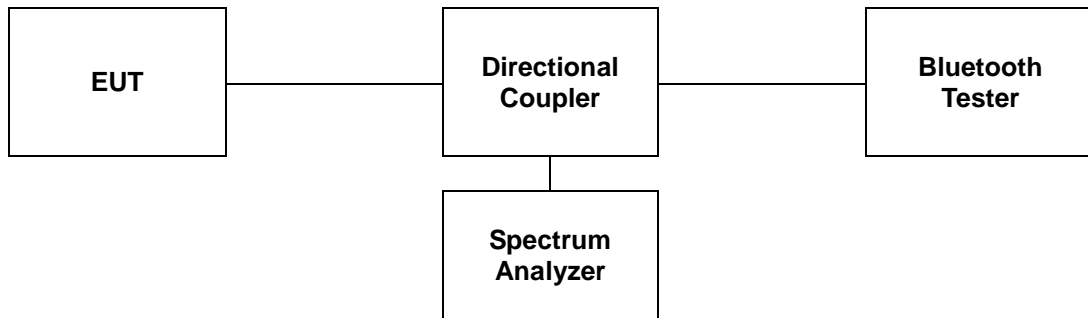 EUT
Directional
Coupler
Bluetooth
Tester
Spectrum
Analyzer